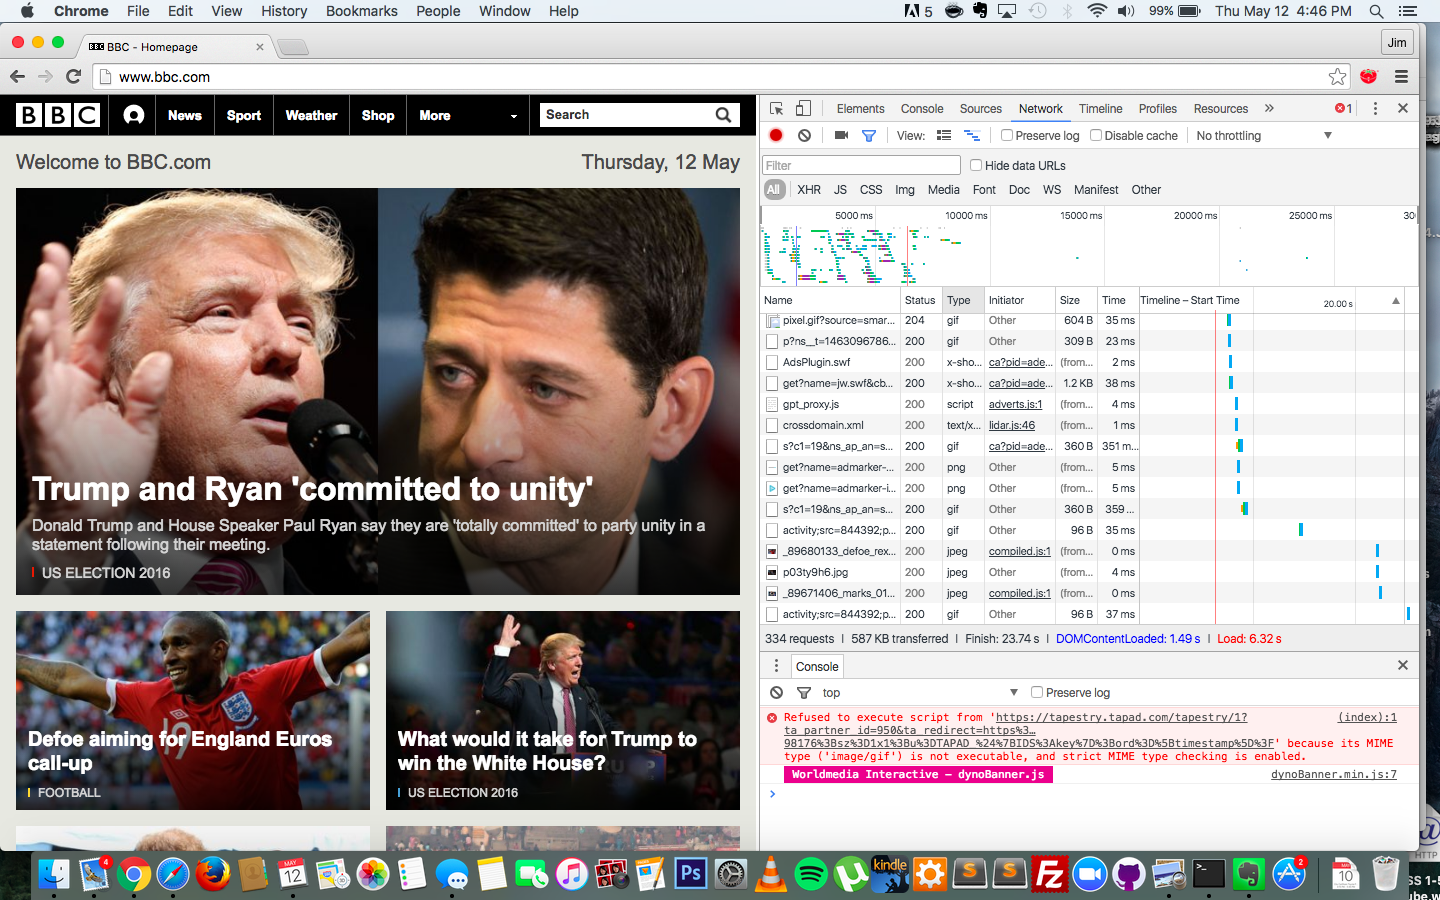 Chrome File Edit View History Bookmarks People Window Help
5 99% Thu May 12 4:46 PM
BBC BBC - Homepage
Jim
www.bbc.com
BBC News Sport Weather Shop More Search
Welcome to BBC.com Thursday, 12 May
Trump and Ryan 'committed to unity'
Donald Trump and House Speaker Paul Ryan say they are 'totally committed' to party unity in a
statement following their meeting.
US ELECTION 2016
Defoe aiming for England Euros
call-up
FOOTBALL
What would it take for Trump to
win the White House?
US ELECTION 2016
Elements Console Sources Network Timeline Profiles Resources » 1
View: Preserve log Disable cache No throttling
Filter Hide data URLs
All XHR JS CSS Img Media Font Doc WS Manifest Other
5000 ms 10000 ms 15000 ms 20000 ms 25000 ms 30
Name Status Type Initiator Size Time Timeline – Start Time 20.00 s
pixel.gif?source=smar... 204 gif Other 604 B 35 ms
p?ns__t=1463096786... 200 gif Other 309 B 23 ms
AdsPlugin.swf 200 x-sho... ca?pid=ade... (from... 2 ms
get?name=jw.swf&cb... 200 x-sho... ca?pid=ade... 1.2 KB 38 ms
gpt_proxy.js 200 script adverts.js:1 (from... 4 ms
crossdomain.xml 200 text/x... lidar.js:46 (from... 1 ms
s?c1=19&ns_ap_an=s... 200 gif ca?pid=ade... 360 B 351 m...
get?name=admarker-... 200 png Other (from... 5 ms
get?name=admarker-i... 200 png Other (from... 5 ms
s?c1=19&ns_ap_an=s... 200 gif Other 360 B 359 ...
activity;src=844392;p... 200 gif Other 96 B 35 ms
_89680133_defoe_rex... 200 jpeg compiled.js:1 (from... 0 ms
p03ty9h6.jpg 200 jpeg Other (from... 4 ms
_89671406_marks_01... 200 jpeg compiled.js:1 (from... 0 ms
activity;src=844392;p... 200 gif Other 96 B 37 ms
334 requests | 587 KB transferred | Finish: 23.74 s | DOMContentLoaded: 1.49 s | Load: 6.32 s
Console
top Preserve log
Refused to execute script from 'https://tapestry.tapad.com/tapestry/1? (index):1
ta_partner_id=950&ta_redirect=https%3…
98176%3Bsz%3D1x1%3Bu%3DTAPAD_%24%7BIDS%3Akey%7D%3Bord%3D%5Btimestamp%5D%3F' because its MIME
type ('image/gif') is not executable, and strict MIME type checking is enabled.
Worldmedia Interactive – dynoBanner.js dynoBanner.min.js:7
4 MAY 12 Ps kindle S S FZ >_ 2 10
HTTP
SS 1-5